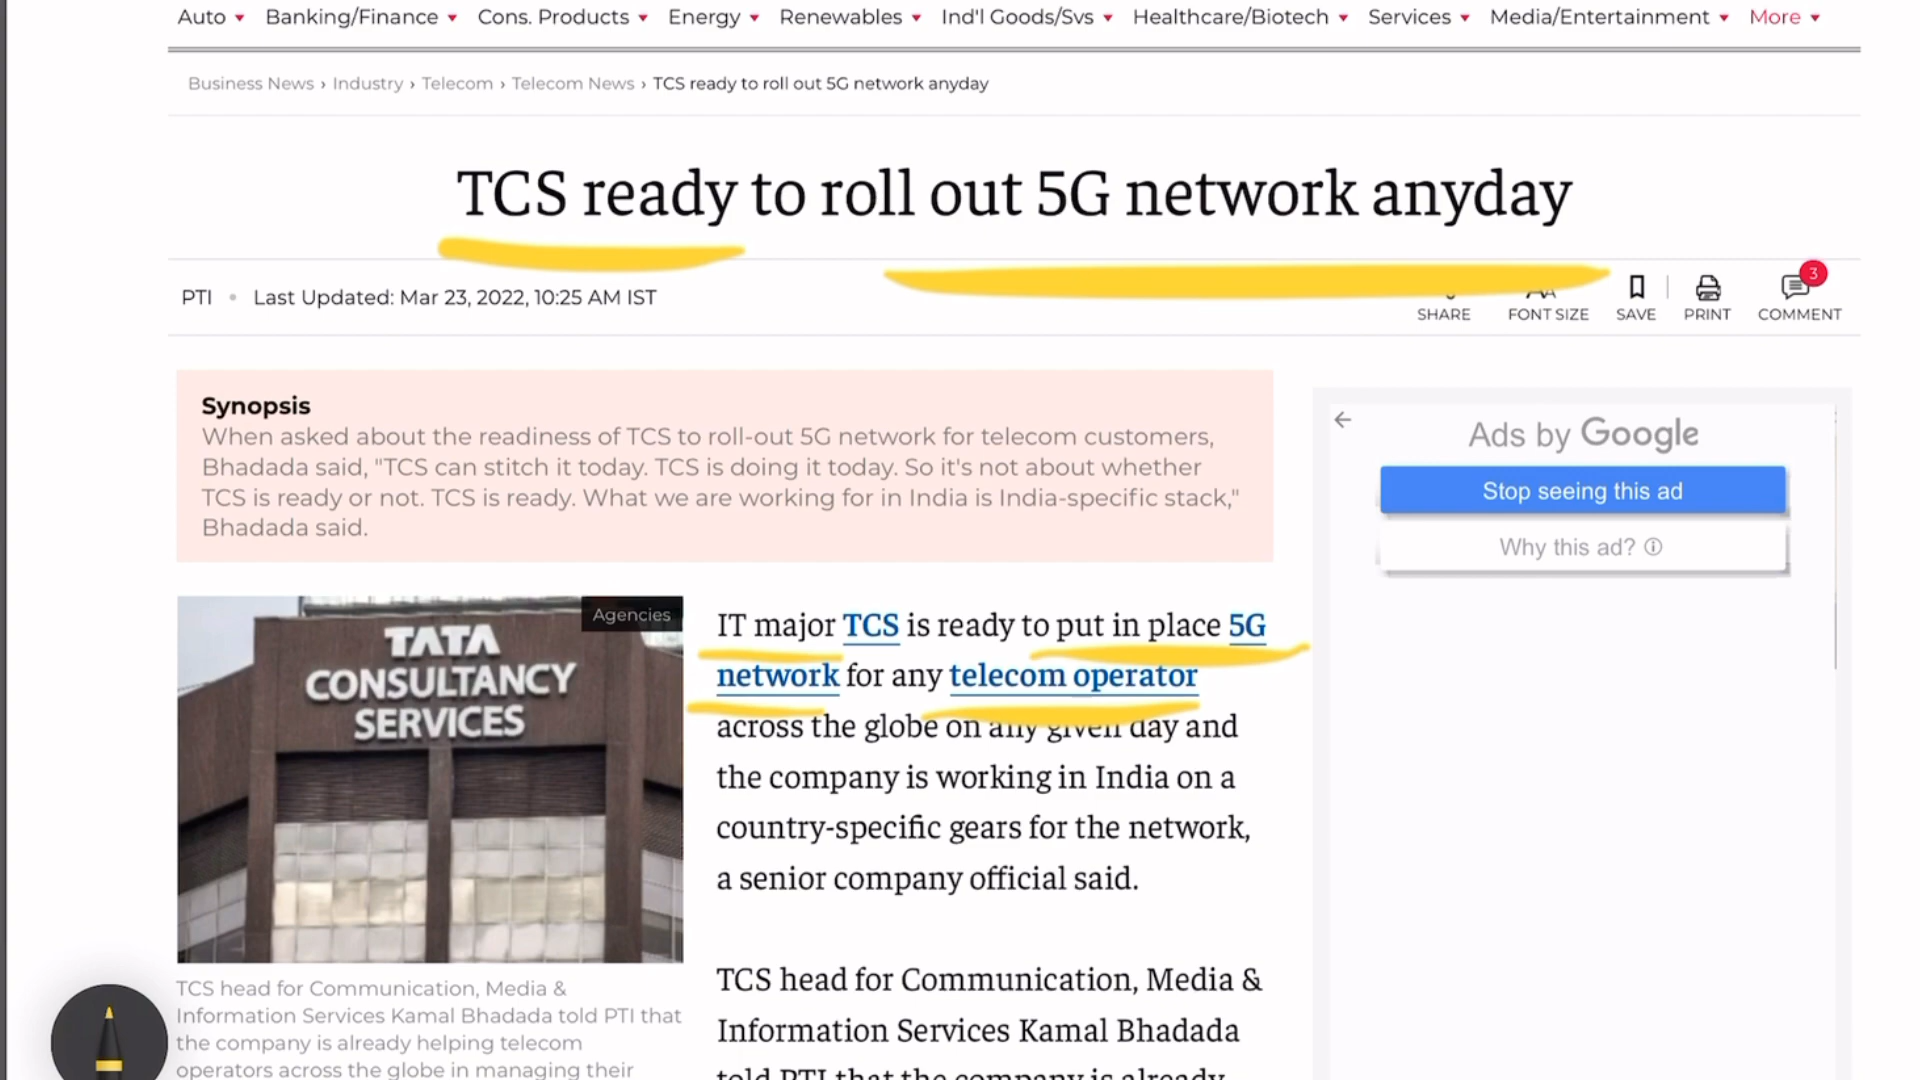 Auto Banking/Finance Cons. Products Energy Renewables Ind'l Goods/Svs Healthcare/Biotech Services Media/Entertainment More
Business News › Industry › Telecom › Telecom News › TCS ready to roll out 5G network anyday
TCS ready to roll out 5G network anyday
PTI • Last Updated: Mar 23, 2022, 10:25 AM IST
SHARE FONT SIZE SAVE PRINT 3 COMMENT
Synopsis
When asked about the readiness of TCS to roll-out 5G network for telecom customers,
Bhadada said, "TCS can stitch it today. TCS is doing it today. So it's not about whether
TCS is ready or not. TCS is ready. What we are working for in India is India-specific stack,"
Bhadada said.
Ads by Google
Stop seeing this ad
Why this ad?
Agencies
TATA
CONSULTANCY
SERVICES
TCS head for Communication, Media &
Information Services Kamal Bhadada told PTI that
the company is already helping telecom
operators across the globe in managing their
IT major TCS is ready to put in place 5G
network for any telecom operator
across the globe on any given day and
the company is working in India on a
country-specific gears for the network,
a senior company official said.
TCS head for Communication, Media &
Information Services Kamal Bhadada
told PTI that the company is already